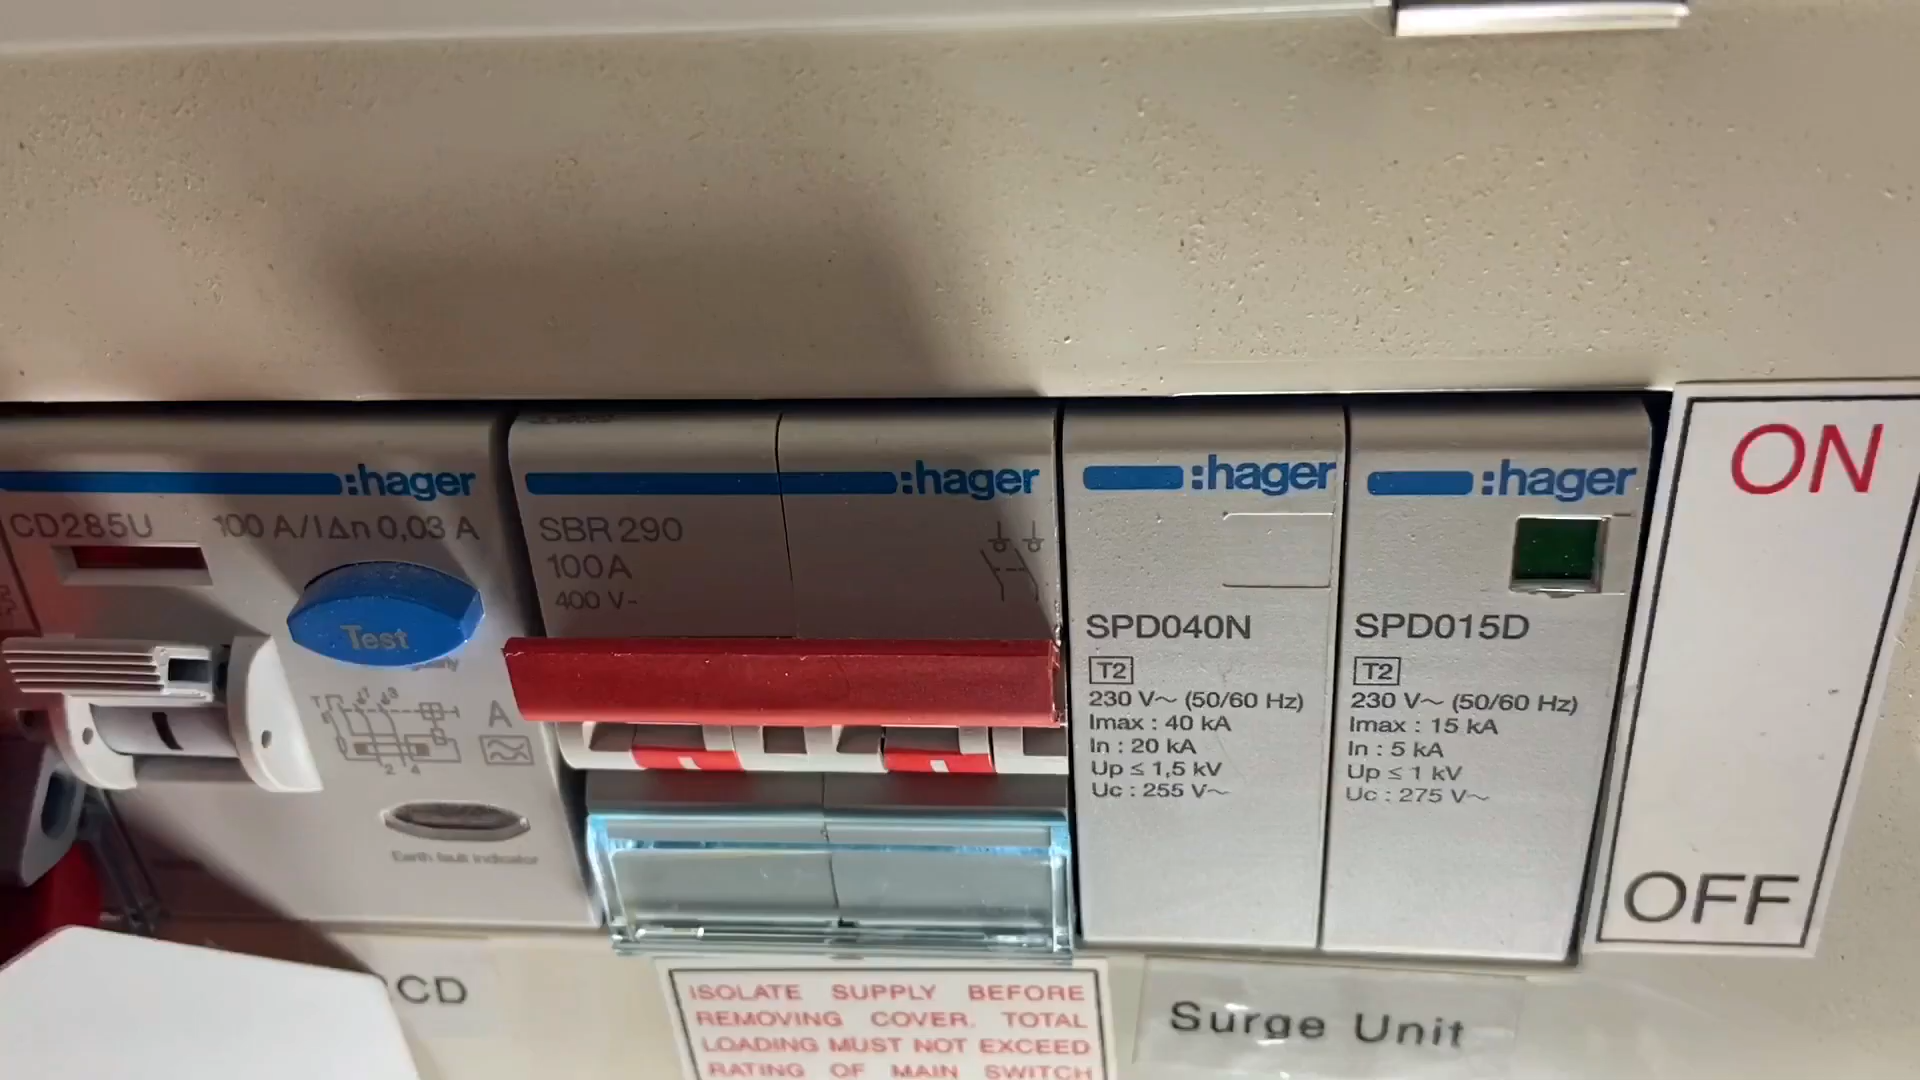 :hager
CD285U 100 A/IΔn 0,03 A
Test
A
Earth fault indicator
:hager
SBR 290
100 A
400 V~
:hager
SPD040N
T2
230 V~ (50/60 Hz)
Imax : 40 kA
In : 20 kA
Up ≤ 1,5 kV
Uc : 255 V~
:hager
SPD015D
T2
230 V~ (50/60 Hz)
Imax : 15 kA
In : 5 kA
Up ≤ 1 kV
Uc : 275 V~
ON
OFF
CD
ISOLATE SUPPLY BEFORE
REMOVING COVER. TOTAL
LOADING MUST NOT EXCEED
RATING OF MAIN SWITCH
Surge Unit